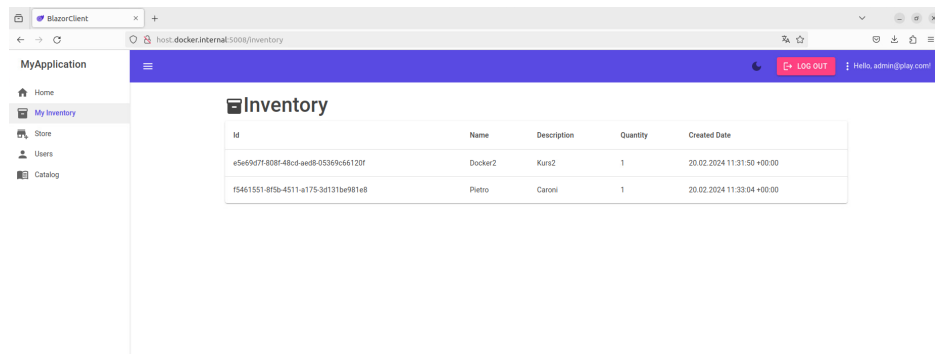 BlazorClient
host.docker.internal:5008/inventory
MyApplication
LOG OUT
Hello, admin@play.com!
Home
My Inventory
Store
Users
Catalog
Inventory
Id Name Description Quantity Created Date
e5e69d7f-808f-48cd-aed8-05369c66120f Docker2 Kurs2 1 20.02.2024 11:31:50 +00:00
f5461551-8f5b-4511-a175-3d131be981e8 Pietro Caroni 1 20.02.2024 11:33:04 +00:00